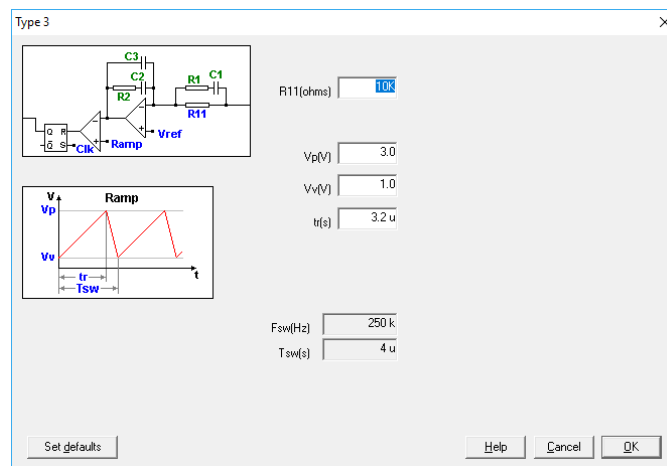 Type 3
C3
C2
R1 C1
R2
R11
R11(ohms) 10K
Q R
Q S
Clk
Ramp
Vref
Vp(V) 3.0
Vv(V) 1.0
tr(s) 3.2 u
V Ramp
Vp
Vv
tr
t
Tsw
Fsw(Hz) 250 k
Tsw(s) 4 u
Set defaults Help Cancel OK